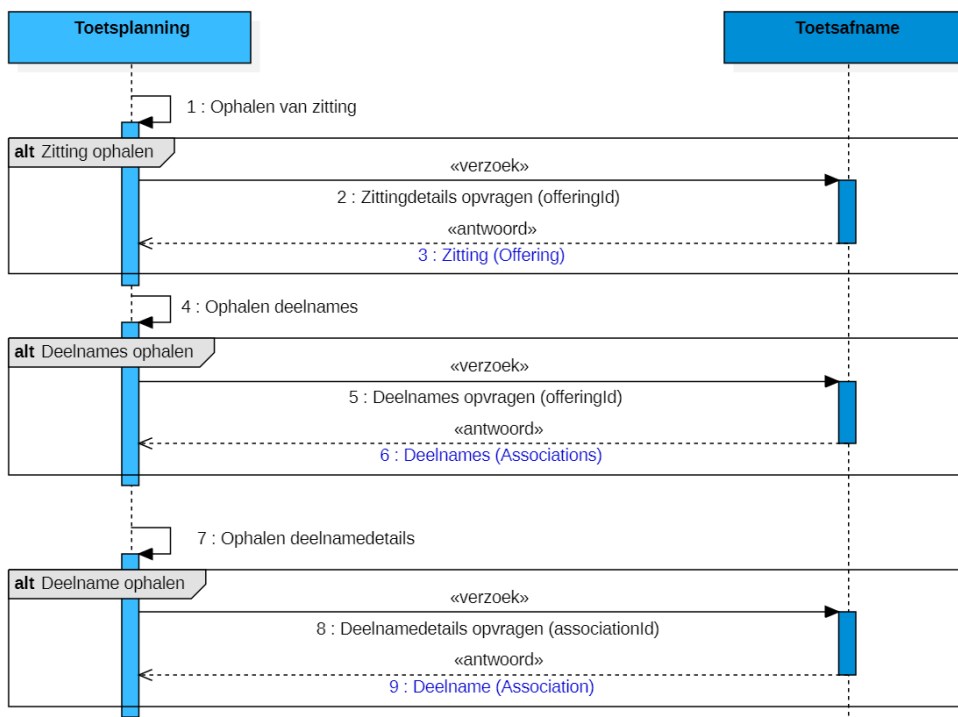 Toetsplanning
Toetsafname
1 : Ophalen van zitting
alt Zitting ophalen
«verzoek»
2 : Zittingdetails opvragen (offeringId)
«antwoord»
3 : Zitting (Offering)
4 : Ophalen deelnames
alt Deelnames ophalen
«verzoek»
5 : Deelnames opvragen (offeringId)
«antwoord»
6 : Deelnames (Associations)
7 : Ophalen deelnamedetails
alt Deelname ophalen
«verzoek»
8 : Deelnamedetails opvragen (associationId)
«antwoord»
9 : Deelname (Association)